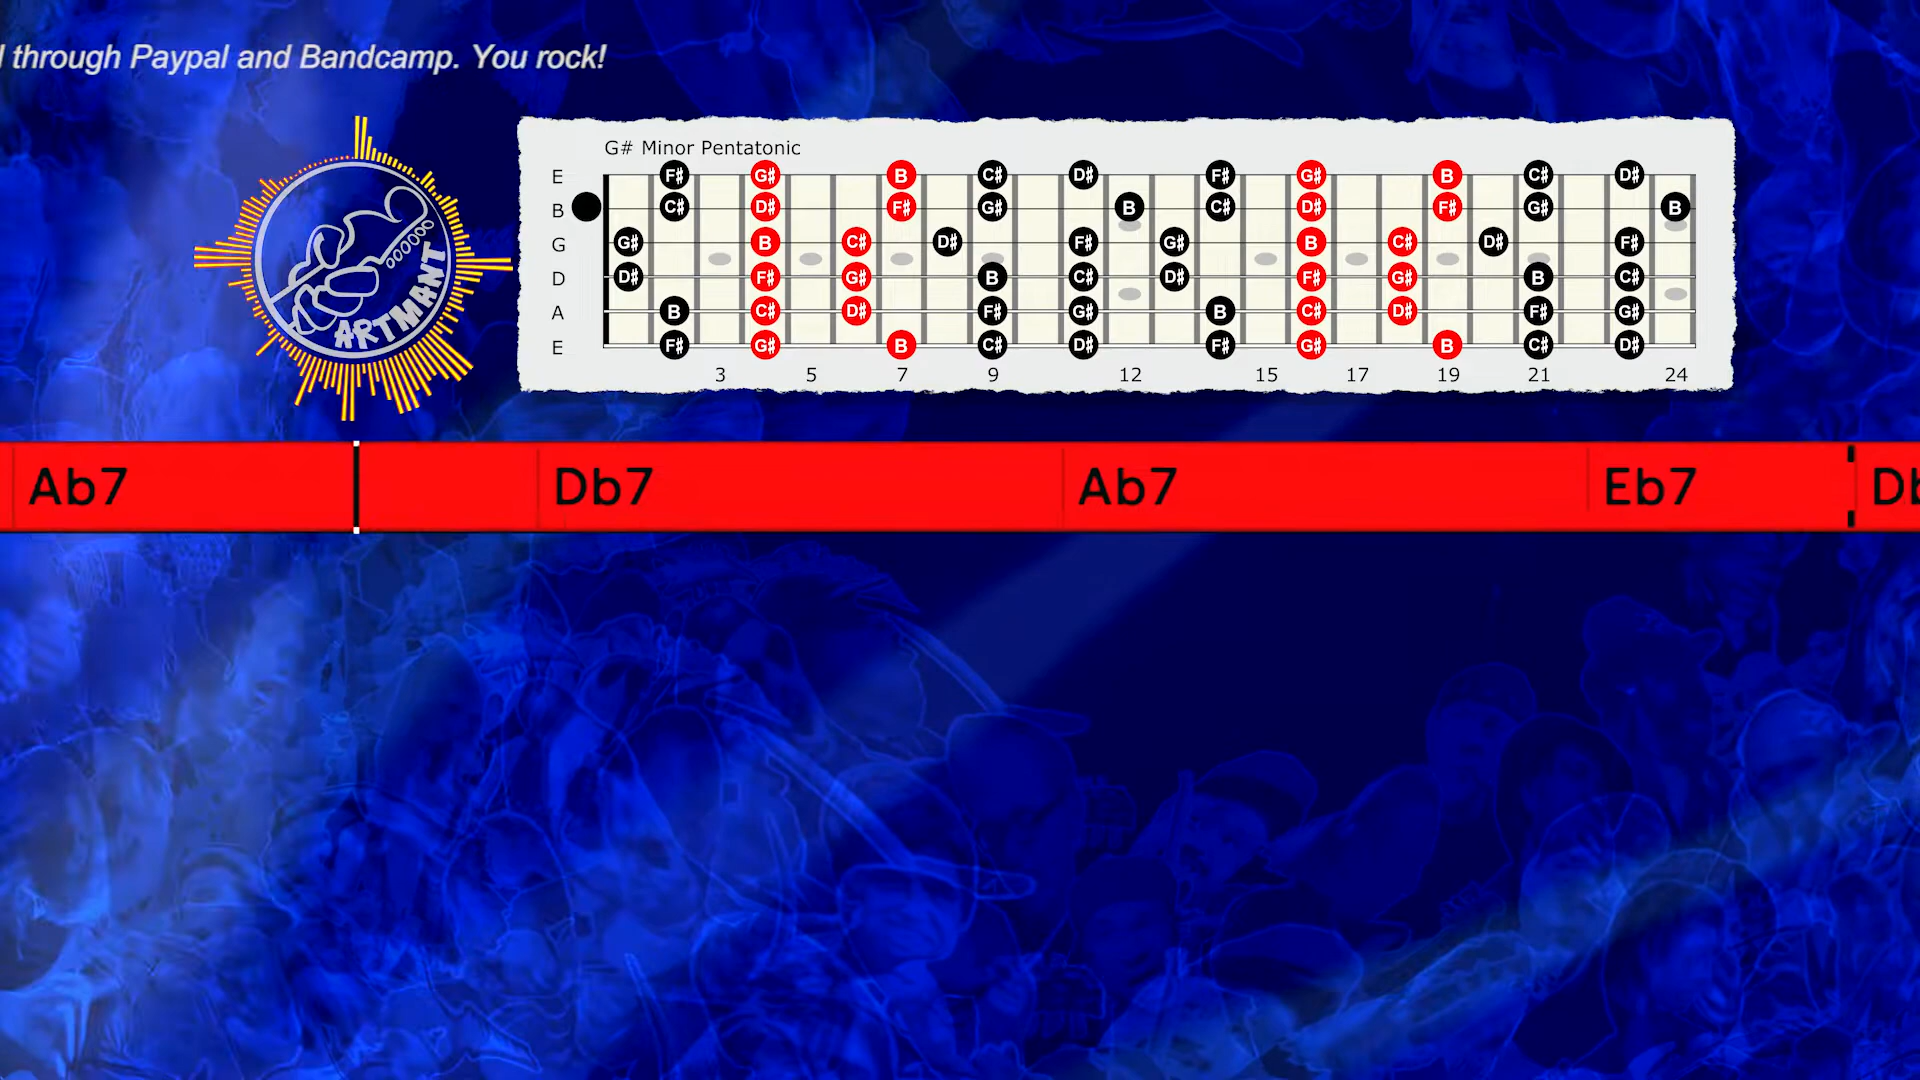 through Paypal and Bandcamp. You rock!
ARTMANT
G# Minor Pentatonic
E F# G# B C# D# F# G# B C# D#
B C# D# F# G# B C# D# F# G# B
G G# B C# D# F# G# B C# D# F#
D D# F# G# B C# D# F# G# B C#
A B C# D# F# G# B C# D# F# G#
E F# G# B C# D# F# G# B C# D#
3 5 7 9 12 15 17 19 21 24
Ab7 Db7 Ab7 Eb7